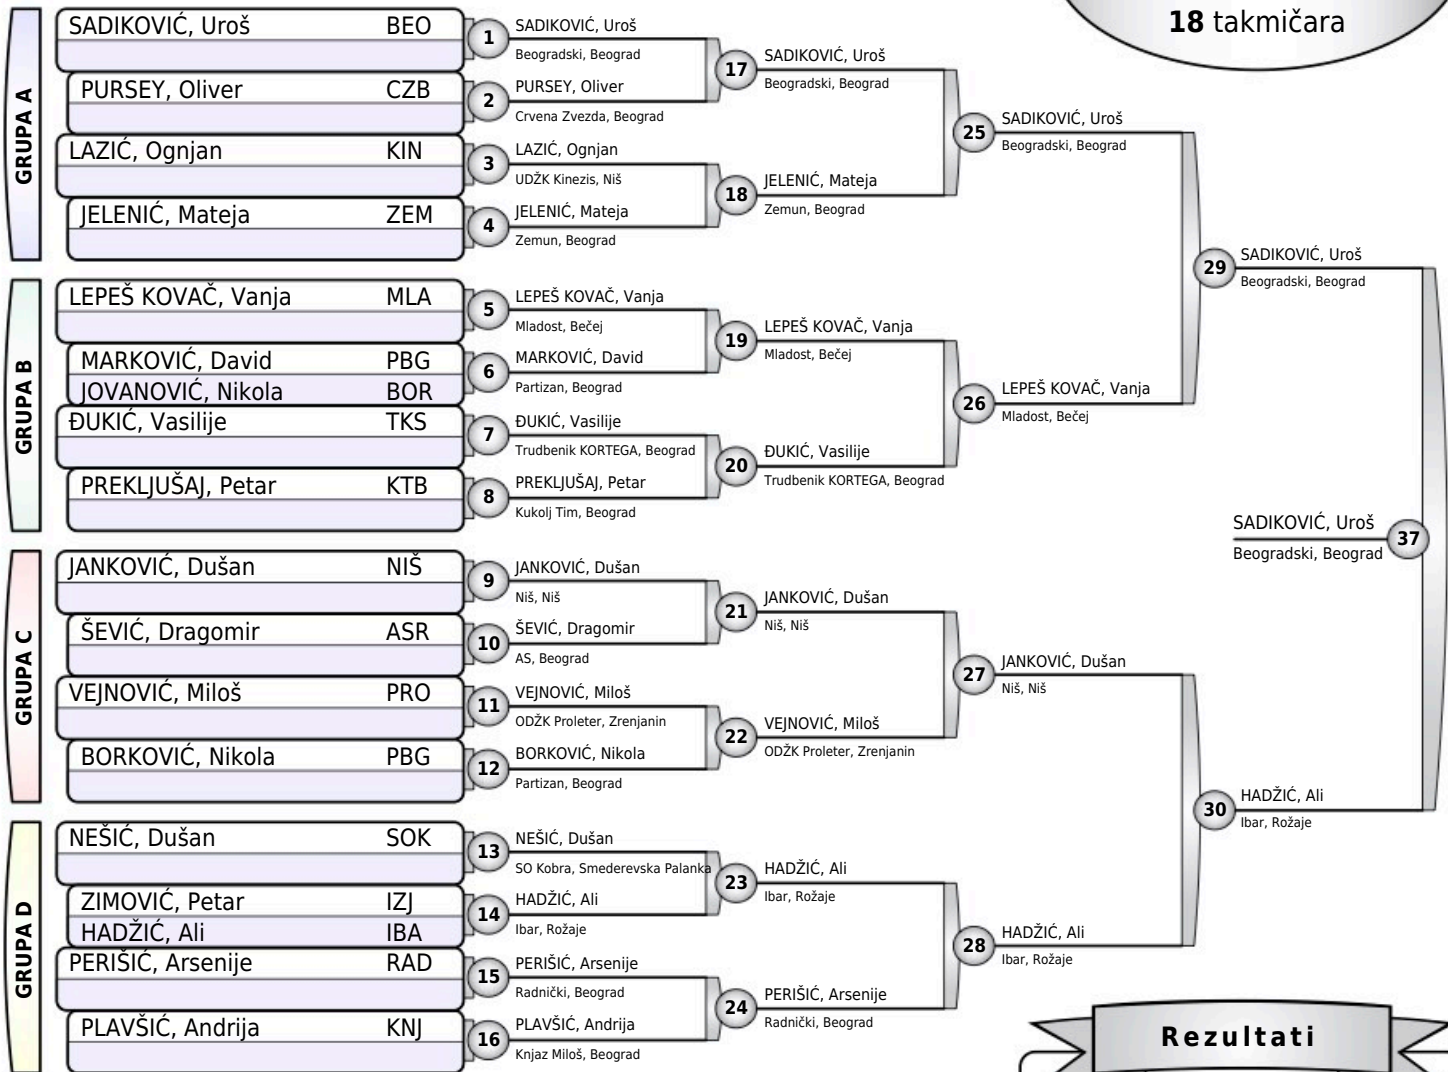 18 takmičara
GRUPA A
SADIKOVIĆ, Uroš BEO
PURSEY, Oliver CZB
LAZIĆ, Ognjan KIN
JELENIĆ, Mateja ZEM
GRUPA B
LEPEŠ KOVAČ, Vanja MLA
MARKOVIĆ, David PBG
JOVANOVIĆ, Nikola BOR
ĐUKIĆ, Vasilije TKS
PREKLJUŠAJ, Petar KTB
GRUPA C
JANKOVIĆ, Dušan NIŠ
ŠEVIĆ, Dragomir ASR
VEJNOVIĆ, Miloš PRO
BORKOVIĆ, Nikola PBG
GRUPA D
NEŠIĆ, Dušan SOK
ZIMOVIĆ, Petar IZJ
HADŽIĆ, Ali IBA
PERIŠIĆ, Arsenije RAD
PLAVŠIĆ, Andrija KNJ
1 SADIKOVIĆ, Uroš
Beogradski, Beograd
2 PURSEY, Oliver
Crvena Zvezda, Beograd
3 LAZIĆ, Ognjan
UDŽK Kinezis, Niš
4 JELENIĆ, Mateja
Zemun, Beograd
5 LEPEŠ KOVAČ, Vanja
Mladost, Bečej
6 MARKOVIĆ, David
Partizan, Beograd
7 ĐUKIĆ, Vasilije
Trudbenik KORTEGA, Beograd
8 PREKLJUŠAJ, Petar
Kukolj Tim, Beograd
9 JANKOVIĆ, Dušan
Niš, Niš
10 ŠEVIĆ, Dragomir
AS, Beograd
11 VEJNOVIĆ, Miloš
ODŽK Proleter, Zrenjanin
12 BORKOVIĆ, Nikola
Partizan, Beograd
13 NEŠIĆ, Dušan
SO Kobra, Smederevska Palanka
14 HADŽIĆ, Ali
Ibar, Rožaje
15 PERIŠIĆ, Arsenije
Radnički, Beograd
16 PLAVŠIĆ, Andrija
Knjaz Miloš, Beograd
17 SADIKOVIĆ, Uroš
Beogradski, Beograd
18 JELENIĆ, Mateja
Zemun, Beograd
19 LEPEŠ KOVAČ, Vanja
Mladost, Bečej
20 ĐUKIĆ, Vasilije
Trudbenik KORTEGA, Beograd
21 JANKOVIĆ, Dušan
Niš, Niš
22 VEJNOVIĆ, Miloš
ODŽK Proleter, Zrenjanin
23 HADŽIĆ, Ali
Ibar, Rožaje
24 PERIŠIĆ, Arsenije
Radnički, Beograd
25 SADIKOVIĆ, Uroš
Beogradski, Beograd
26 LEPEŠ KOVAČ, Vanja
Mladost, Bečej
27 JANKOVIĆ, Dušan
Niš, Niš
28 HADŽIĆ, Ali
Ibar, Rožaje
29 SADIKOVIĆ, Uroš
Beogradski, Beograd
30 HADŽIĆ, Ali
Ibar, Rožaje
SADIKOVIĆ, Uroš 37
Beogradski, Beograd
Rezultati